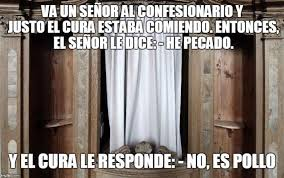 VA UN SEÑOR AL CONFESIONARIO Y
JUSTO EL CURA ESTABA COMIENDO. ENTONCES,
EL SEÑOR LE DICE: - HE PECADO.
Y EL CURA LE RESPONDE: - NO, ES POLLO